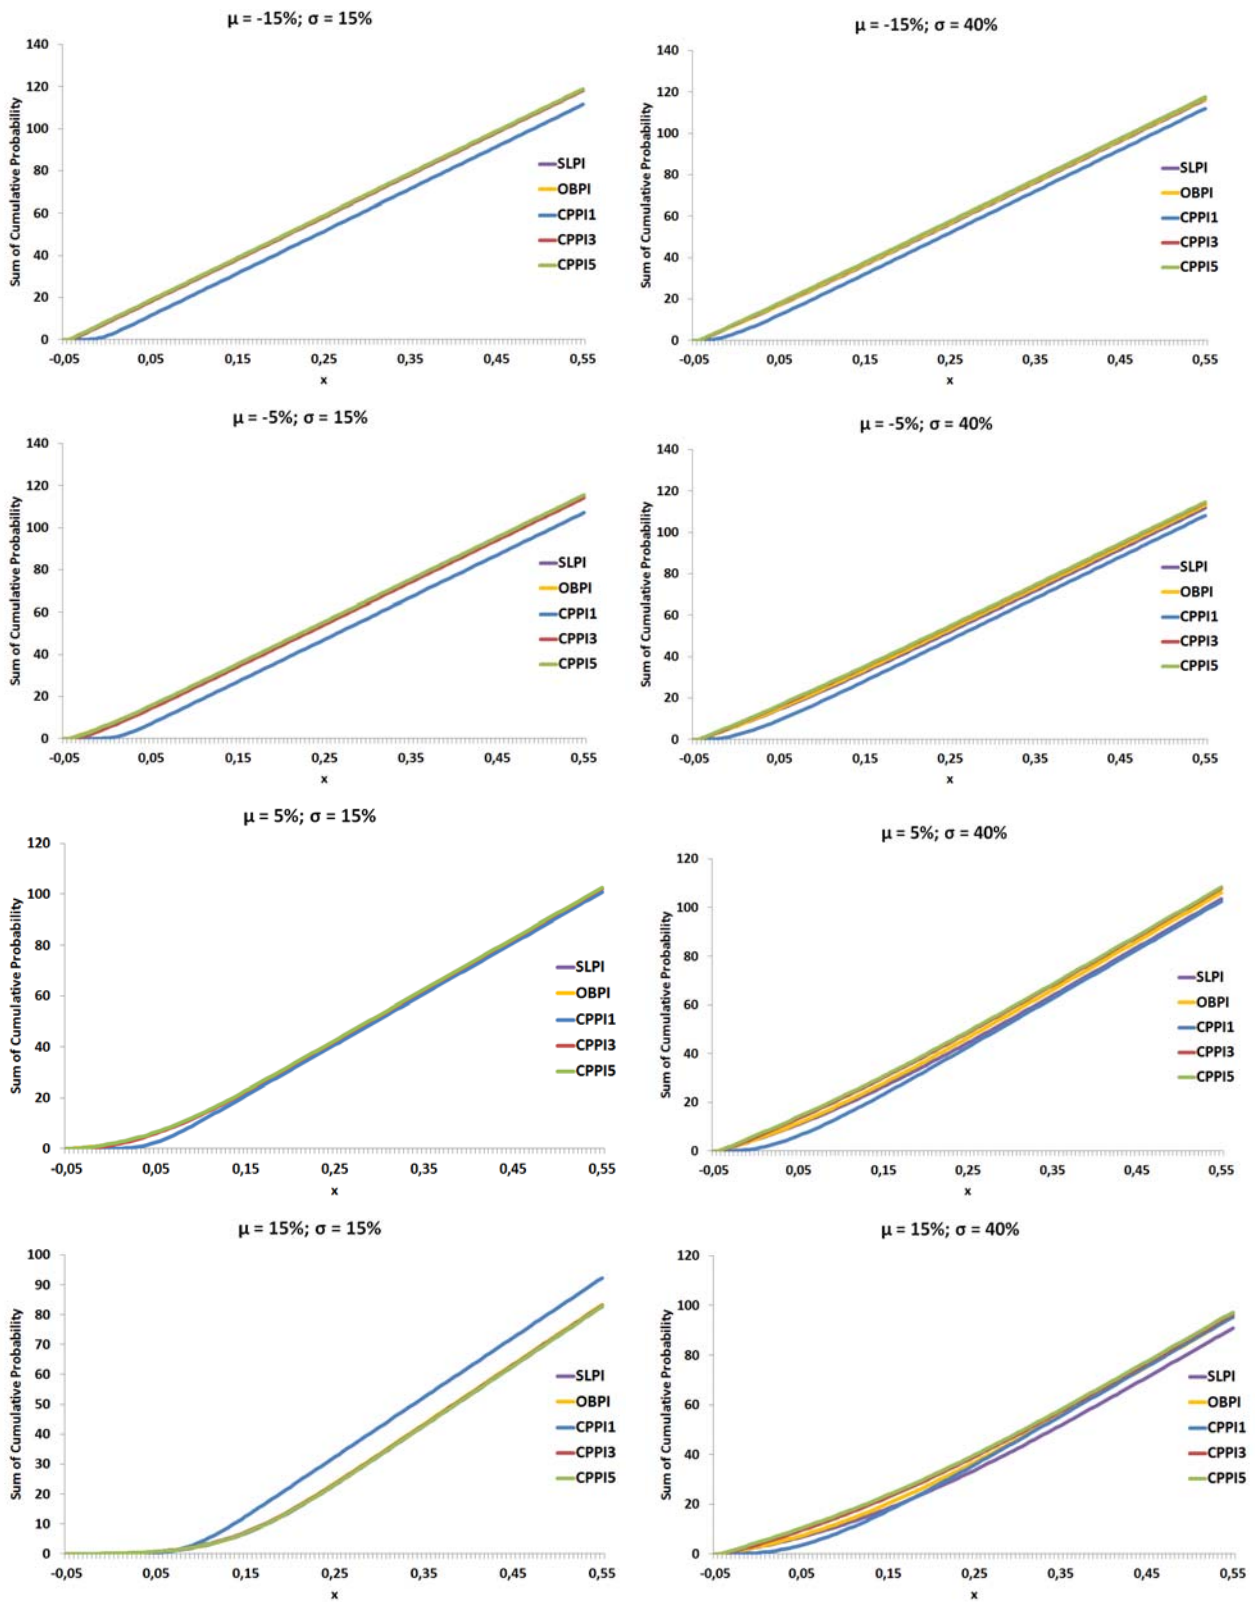 μ = -15%; σ = 15%
Sum of Cumulative Probability
140
120
100
80
60
40
20
0
-0,05 0,05 0,15 0,25 0,35 0,45 0,55
x
SLPI
OBPI
CPPI1
CPPI3
CPPI5
μ = -15%; σ = 40%
Sum of Cumulative Probability
140
120
100
80
60
40
20
0
-0,05 0,05 0,15 0,25 0,35 0,45 0,55
x
SLPI
OBPI
CPPI1
CPPI3
CPPI5
μ = -5%; σ = 15%
Sum of Cumulative Probability
140
120
100
80
60
40
20
0
-0,05 0,05 0,15 0,25 0,35 0,45 0,55
x
SLPI
OBPI
CPPI1
CPPI3
CPPI5
μ = -5%; σ = 40%
Sum of Cumulative Probability
140
120
100
80
60
40
20
0
-0,05 0,05 0,15 0,25 0,35 0,45 0,55
x
SLPI
OBPI
CPPI1
CPPI3
CPPI5
μ = 5%; σ = 15%
Sum of Cumulative Probability
120
100
80
60
40
20
0
-0,05 0,05 0,15 0,25 0,35 0,45 0,55
x
SLPI
OBPI
CPPI1
CPPI3
CPPI5
μ = 5%; σ = 40%
Sum of Cumulative Probability
120
100
80
60
40
20
0
-0,05 0,05 0,15 0,25 0,35 0,45 0,55
x
SLPI
OBPI
CPPI1
CPPI3
CPPI5
μ = 15%; σ = 15%
Sum of Cumulative Probability
100
90
80
70
60
50
40
30
20
10
0
-0,05 0,05 0,15 0,25 0,35 0,45 0,55
x
SLPI
OBPI
CPPI1
CPPI3
CPPI5
μ = 15%; σ = 40%
Sum of Cumulative Probability
120
100
80
60
40
20
0
-0,05 0,05 0,15 0,25 0,35 0,45 0,55
x
SLPI
OBPI
CPPI1
CPPI3
CPPI5